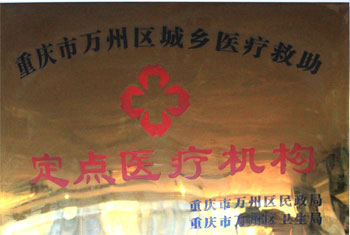 重庆市万州区城乡医疗救助
定点医疗机构
重庆市万州区民政局
重庆市万州区卫生局